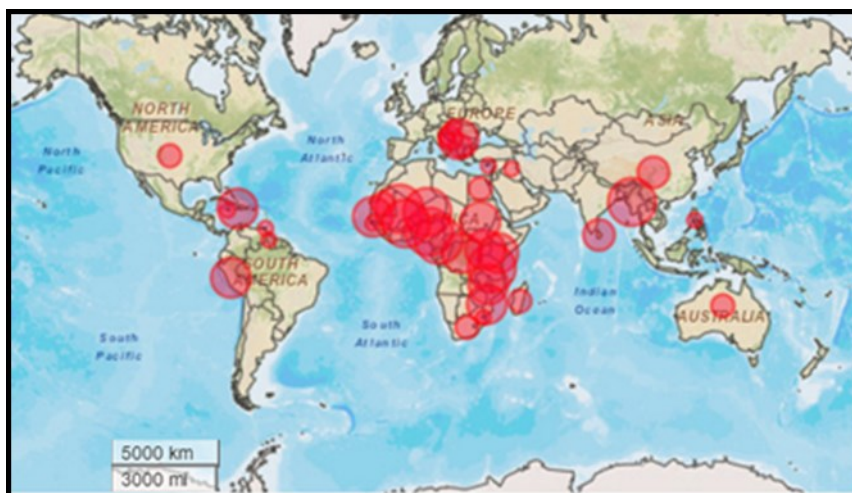 NORTH
AMERICA
North
Pacific
North
Atlantic
EUROPE
ASIA
CA
SOUTH
AMERICA
Indian
Ocean
AUSTRALIA
South
Pacific
South
Atlantic
5000 km
3000 mi